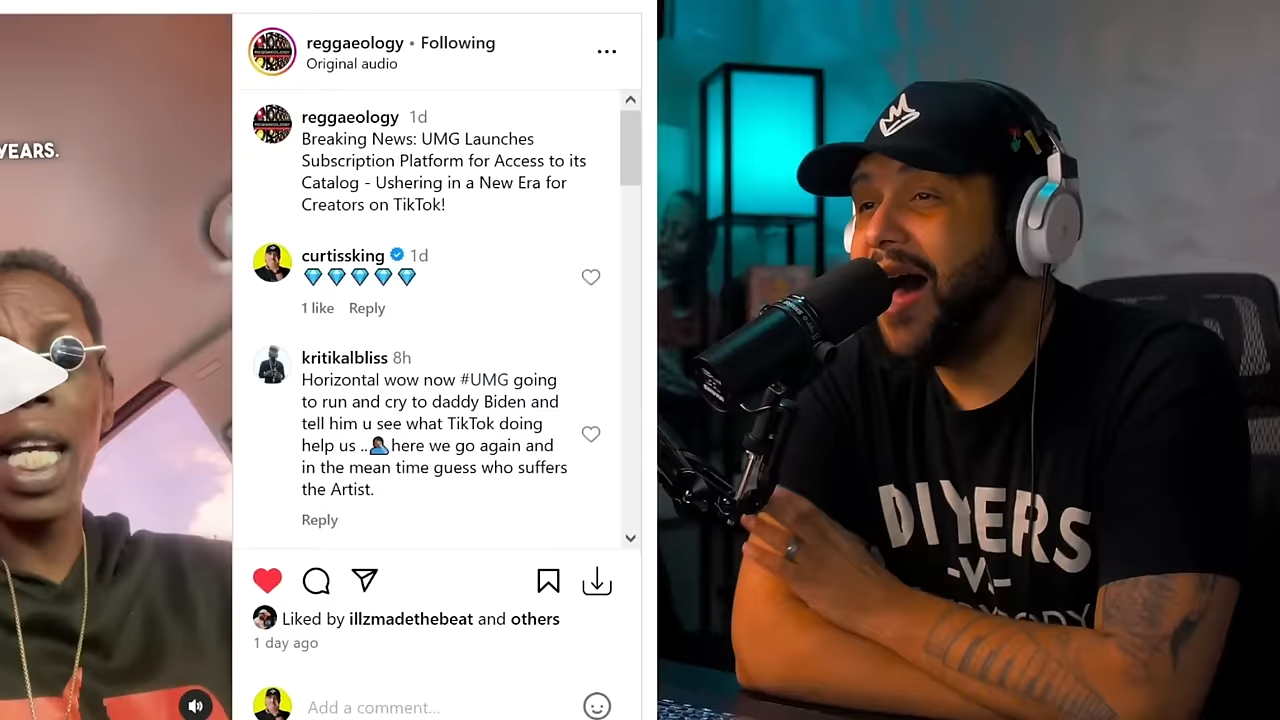 YEARS.
reggaeology • Following
Original audio
reggaeology 1d
Breaking News: UMG Launches
Subscription Platform for Access to its
Catalog - Ushering in a New Era for
Creators on TikTok!
curtissking 1d
💎💎💎💎💎
1 like Reply
kritikalbliss 8h
Horizontal wow now #UMG going
to run and cry to daddy Biden and
tell him u see what TikTok doing
help us ..🤦🏿‍♂️here we go again and
in the mean time guess who suffers
the Artist.
Reply
Liked by illzmadethebeat and others
1 day ago
Add a comment...
DIYERS
-VS-